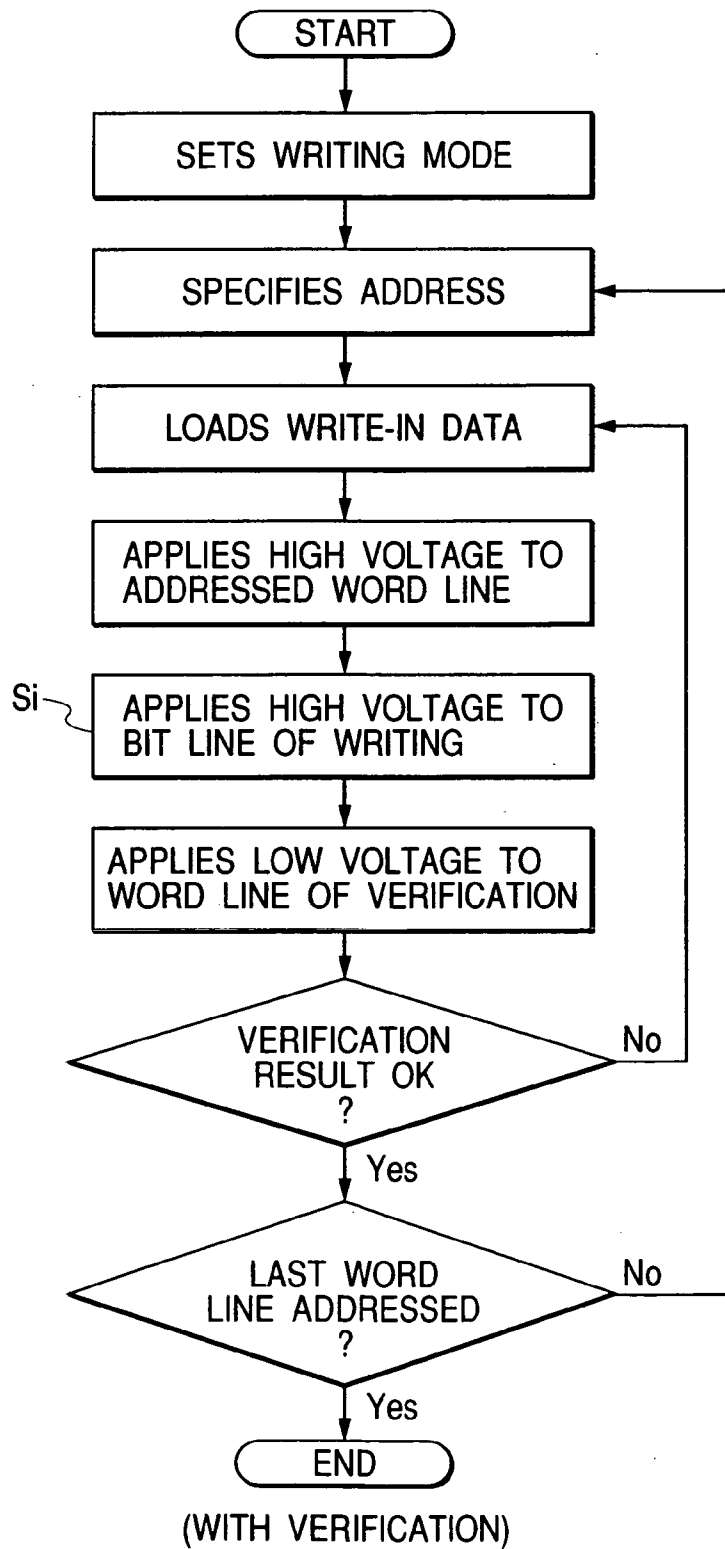 START
SETS WRITING MODE
SPECIFIES ADDRESS
LOADS WRITE-IN DATA
APPLIES HIGH VOLTAGE TO
ADDRESSED WORD LINE
Si
APPLIES HIGH VOLTAGE TO
BIT LINE OF WRITING
APPLIES LOW VOLTAGE TO
WORD LINE OF VERIFICATION
VERIFICATION
RESULT OK
?
No
Yes
LAST WORD
LINE ADDRESSED
?
No
Yes
END
(WITH VERIFICATION)